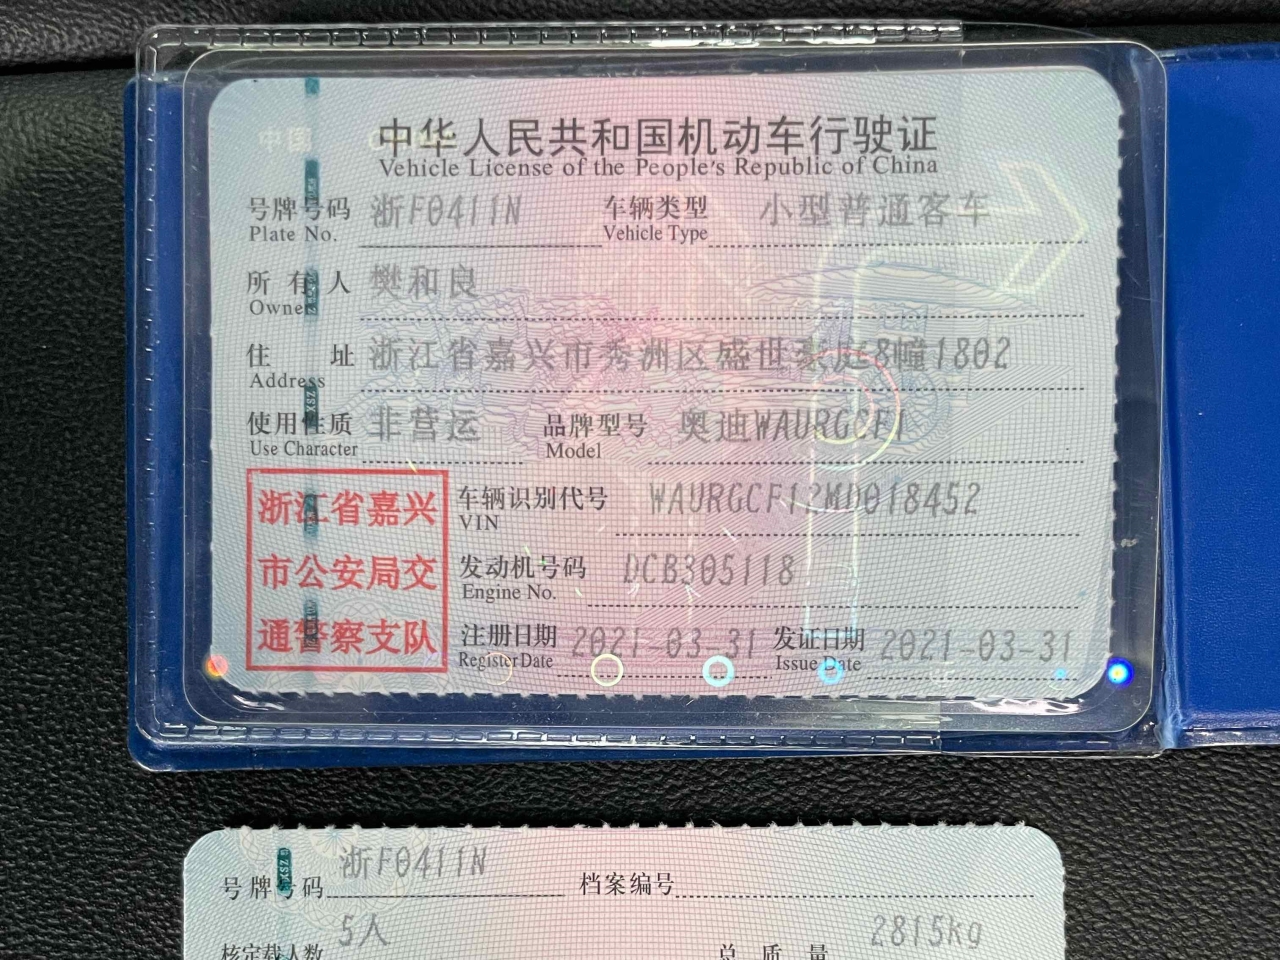 中华人民共和国机动车行驶证
Vehicle License of the People's Republic of China
号牌号码 浙F0411N 车辆类型 小型普通客车
Plate No. Vehicle Type
所有人 樊和良
Owner
住址 浙江省嘉兴市秀洲区盛世豪庭8幢1802
Address
使用性质 非营运 品牌型号 奥迪WAURGCF1
Use Character Model
浙江省嘉兴
市公安局交
通警察支队
车辆识别代号 WAURGCF12MD018452
VIN
发动机号码 DCB305118
Engine No.
注册日期 2021-03-31 发证日期 2021-03-31
Register Date Issue Date
号牌号码 浙F0411N 档案编号
核定载人数 5人 总质量 2815kg